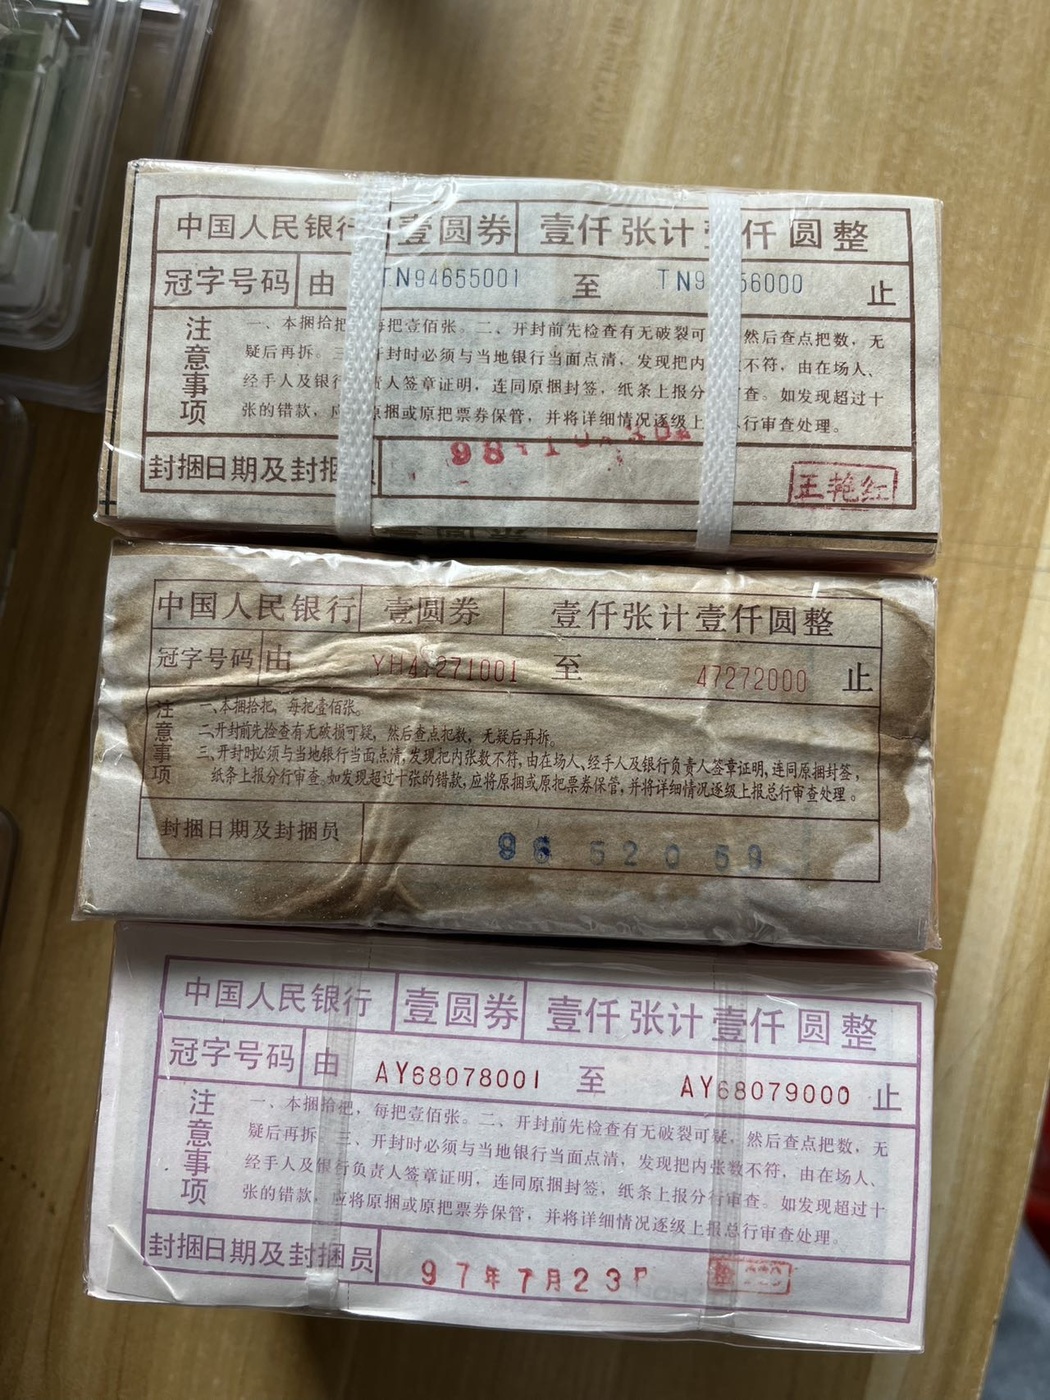 中国人民银行 壹圆券 壹仟张计壹仟圆整
冠字号码 由 TN94655001 至 TN94656000 止
注意事项
一、本捆拾把，每把壹佰张。二、开封前先检查有无破裂可疑，然后查点把数，无
疑后再拆。三、开封时必须与当地银行当面点清，发现把内张数不符，由在场人、
经手人及银行负责人签章证明，连同原捆封签，纸条上报分行审查。如发现超过十
张的错款，应将原捆或原把票券保管，并将详细情况逐级上报总行审查处理。
封捆日期及封捆员
98
王艳红
中国人民银行 壹圆券 壹仟张计壹仟圆整
冠字号码 由 YH47271001 至 47272000 止
注意事项
一.本捆拾把，每把壹佰张。
二.开封前先检查有无破损可疑，然后查点把数，无疑后再拆。
三.开封时必须与当地银行当面点清,发现把内张数不符,由在场人、经手人及银行负责人签章证明,连同原捆封签,
纸条上报分行审查.如发现超过十张的错款,应将原捆或原把票券保管,并将详细情况逐级上报总行审查处理。
封捆日期及封捆员
52069
中国人民银行 壹圆券 壹仟张计壹仟圆整
冠字号码 由 AY68078001 至 AY68079000 止
注意事项
一、本捆拾把，每把壹佰张。二、开封前先检查有无破裂可疑，然后查点把数，无
疑后再拆。三、开封时必须与当地银行当面点清，发现把内张数不符，由在场人、
经手人及银行负责人签章证明，连同原捆封签，纸条上报分行审查。如发现超过十
张的错款，应将原捆或原把票券保管，并将详细情况逐级上报总行审查处理。
封捆日期及封捆员 97年7月23日